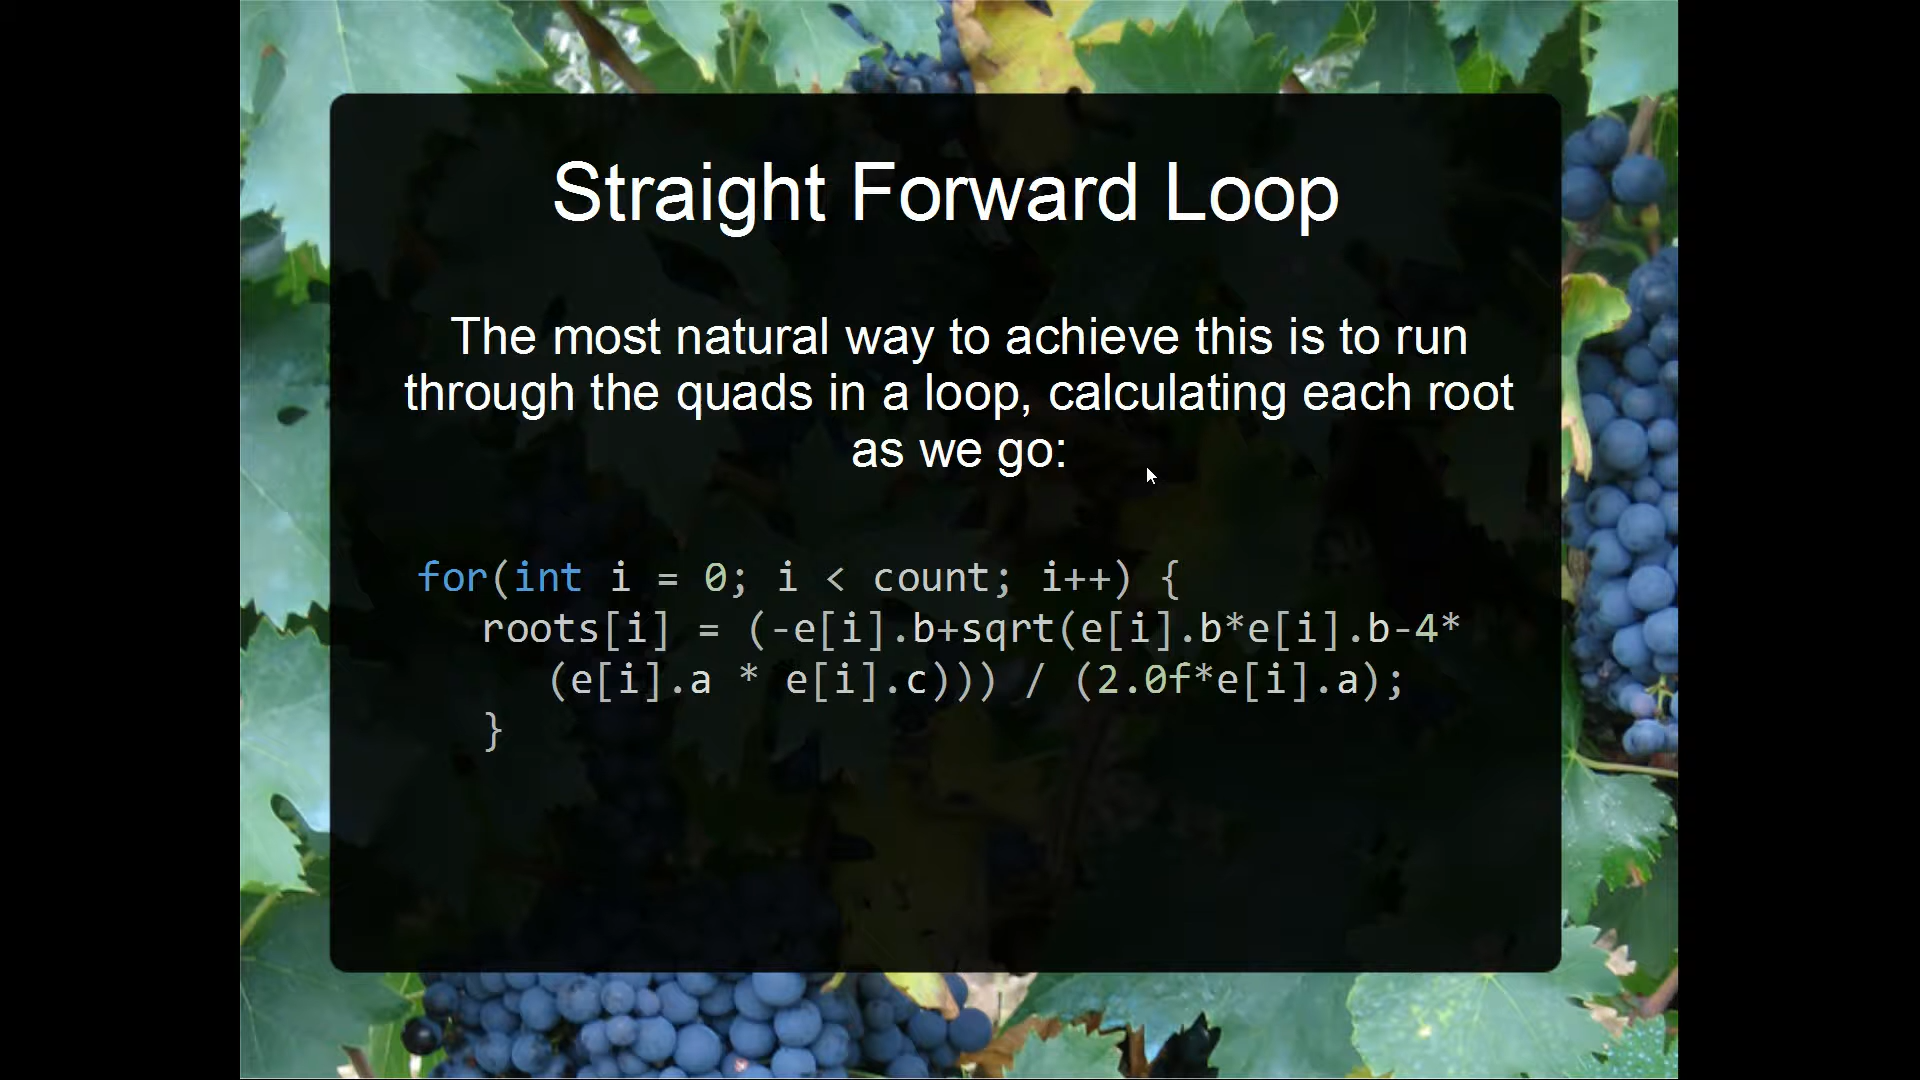 Straight Forward Loop
The most natural way to achieve this is to run
through the quads in a loop, calculating each root
as we go:
for(int i = 0; i < count; i++) {
roots[i] = (-e[i].b+sqrt(e[i].b*e[i].b-4*
(e[i].a * e[i].c))) / (2.0f*e[i].a);
}